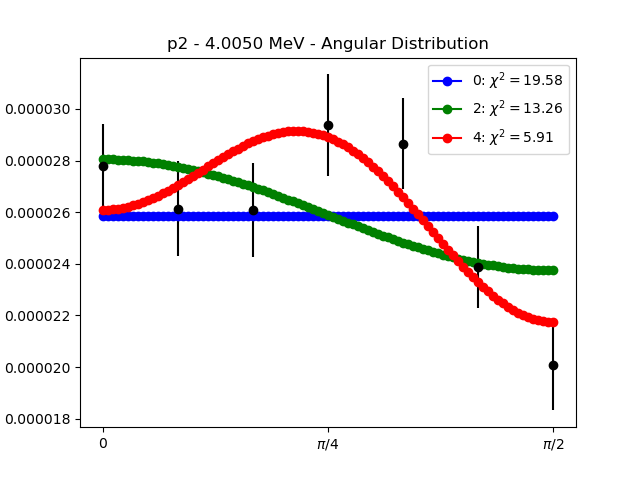 p2 - 4.0050 MeV - Angular Distribution
0: χ² = 19.58
2: χ² = 13.26
4: χ² = 5.91
0.000030
0.000028
0.000026
0.000024
0.000022
0.000020
0.000018
0
π/4
π/2